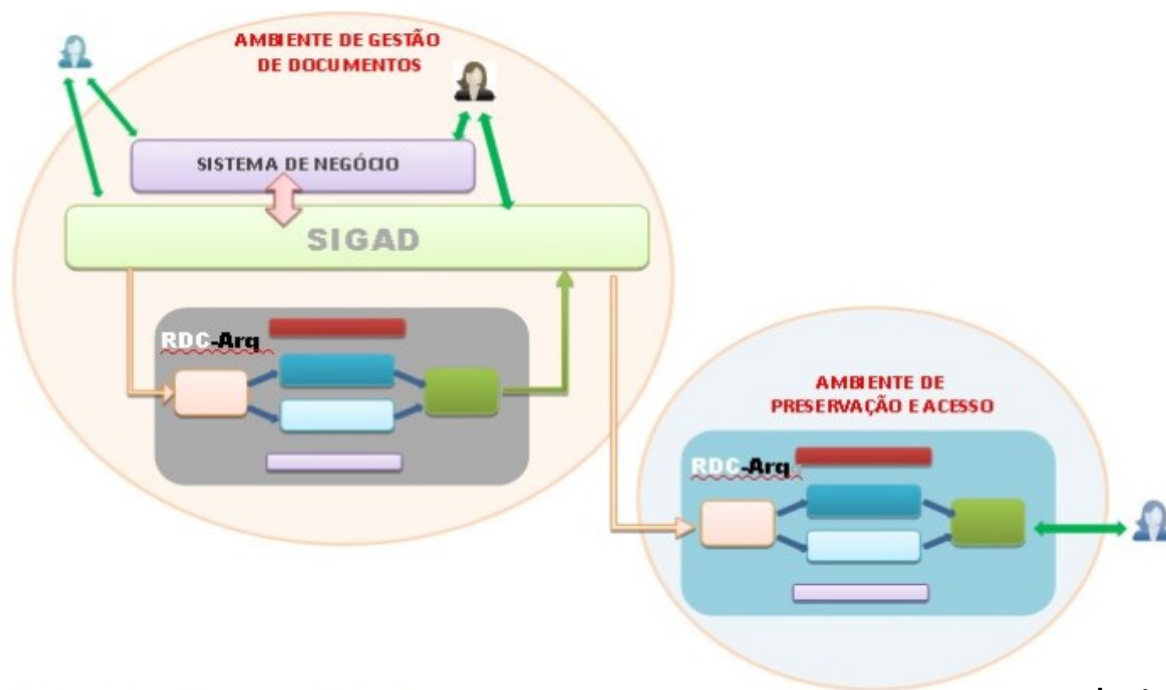 AMBIENTE DE GESTÃO
DE DOCUMENTOS
SISTEMA DE NEGÓCIO
SIGAD
RDC-Arq
AMBIENTE DE
PRESERVAÇÃO E ACESSO
RDC-Arq